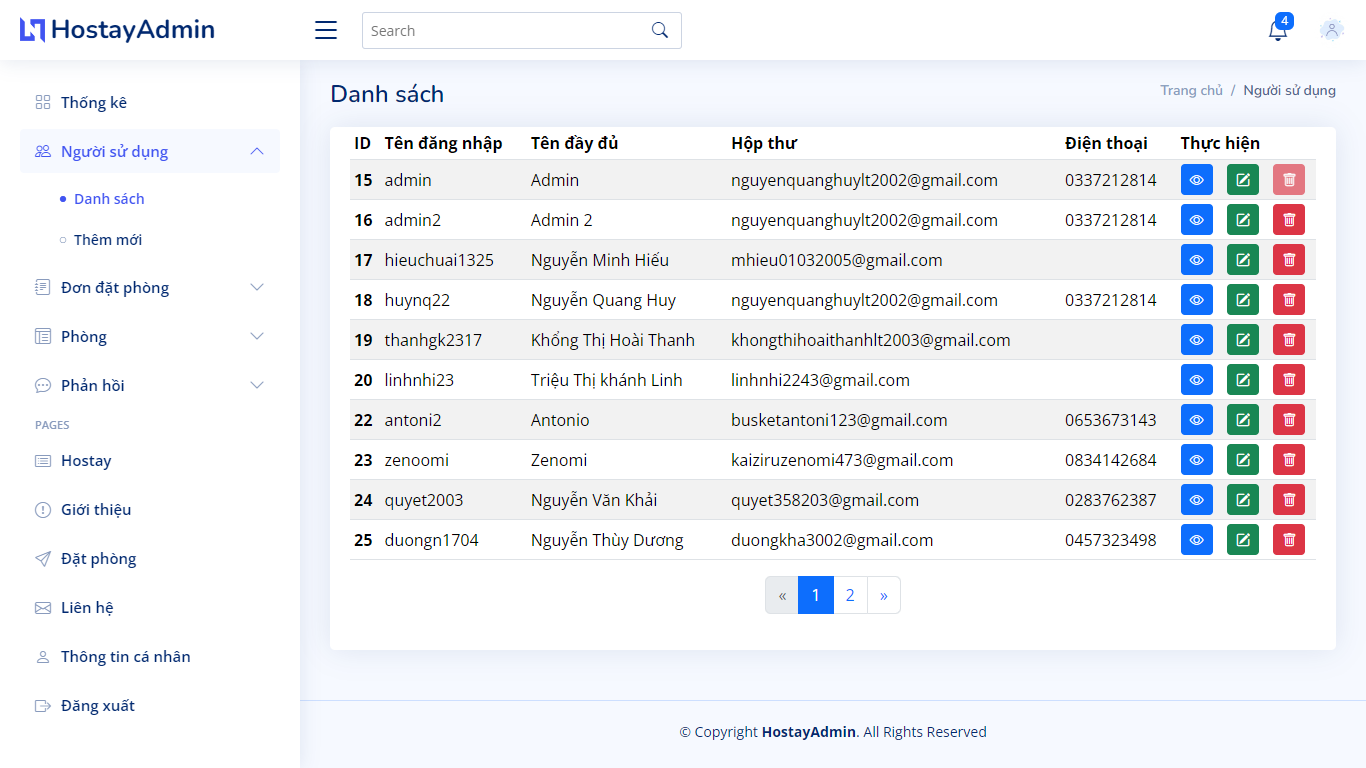 HostayAdmin
Search
4
Thống kê
Người sử dụng
Danh sách
Thêm mới
Đơn đặt phòng
Phòng
Phản hồi
PAGES
Hostay
Giới thiệu
Đặt phòng
Liên hệ
Thông tin cá nhân
Đăng xuất
Danh sách
Trang chủ / Người sử dụng
ID Tên đăng nhập Tên đầy đủ Hộp thư Điện thoại Thực hiện
15 admin Admin nguyenquanghuylt2002@gmail.com 0337212814
16 admin2 Admin 2 nguyenquanghuylt2002@gmail.com 0337212814
17 hieuchuai1325 Nguyễn Minh Hiếu mhieu01032005@gmail.com
18 huynq22 Nguyễn Quang Huy nguyenquanghuylt2002@gmail.com 0337212814
19 thanhgk2317 Khổng Thị Hoài Thanh khongthihoaithanhlt2003@gmail.com
20 linhnhi23 Triệu Thị khánh Linh linhnhi2243@gmail.com
22 antoni2 Antonio busketantoni123@gmail.com 0653673143
23 zenoomi Zenomi kaiziruzenomi473@gmail.com 0834142684
24 quyet2003 Nguyễn Văn Khải quyet358203@gmail.com 0283762387
25 duongn1704 Nguyễn Thùy Dương duongkha3002@gmail.com 0457323498
« 1 2 »
© Copyright HostayAdmin. All Rights Reserved